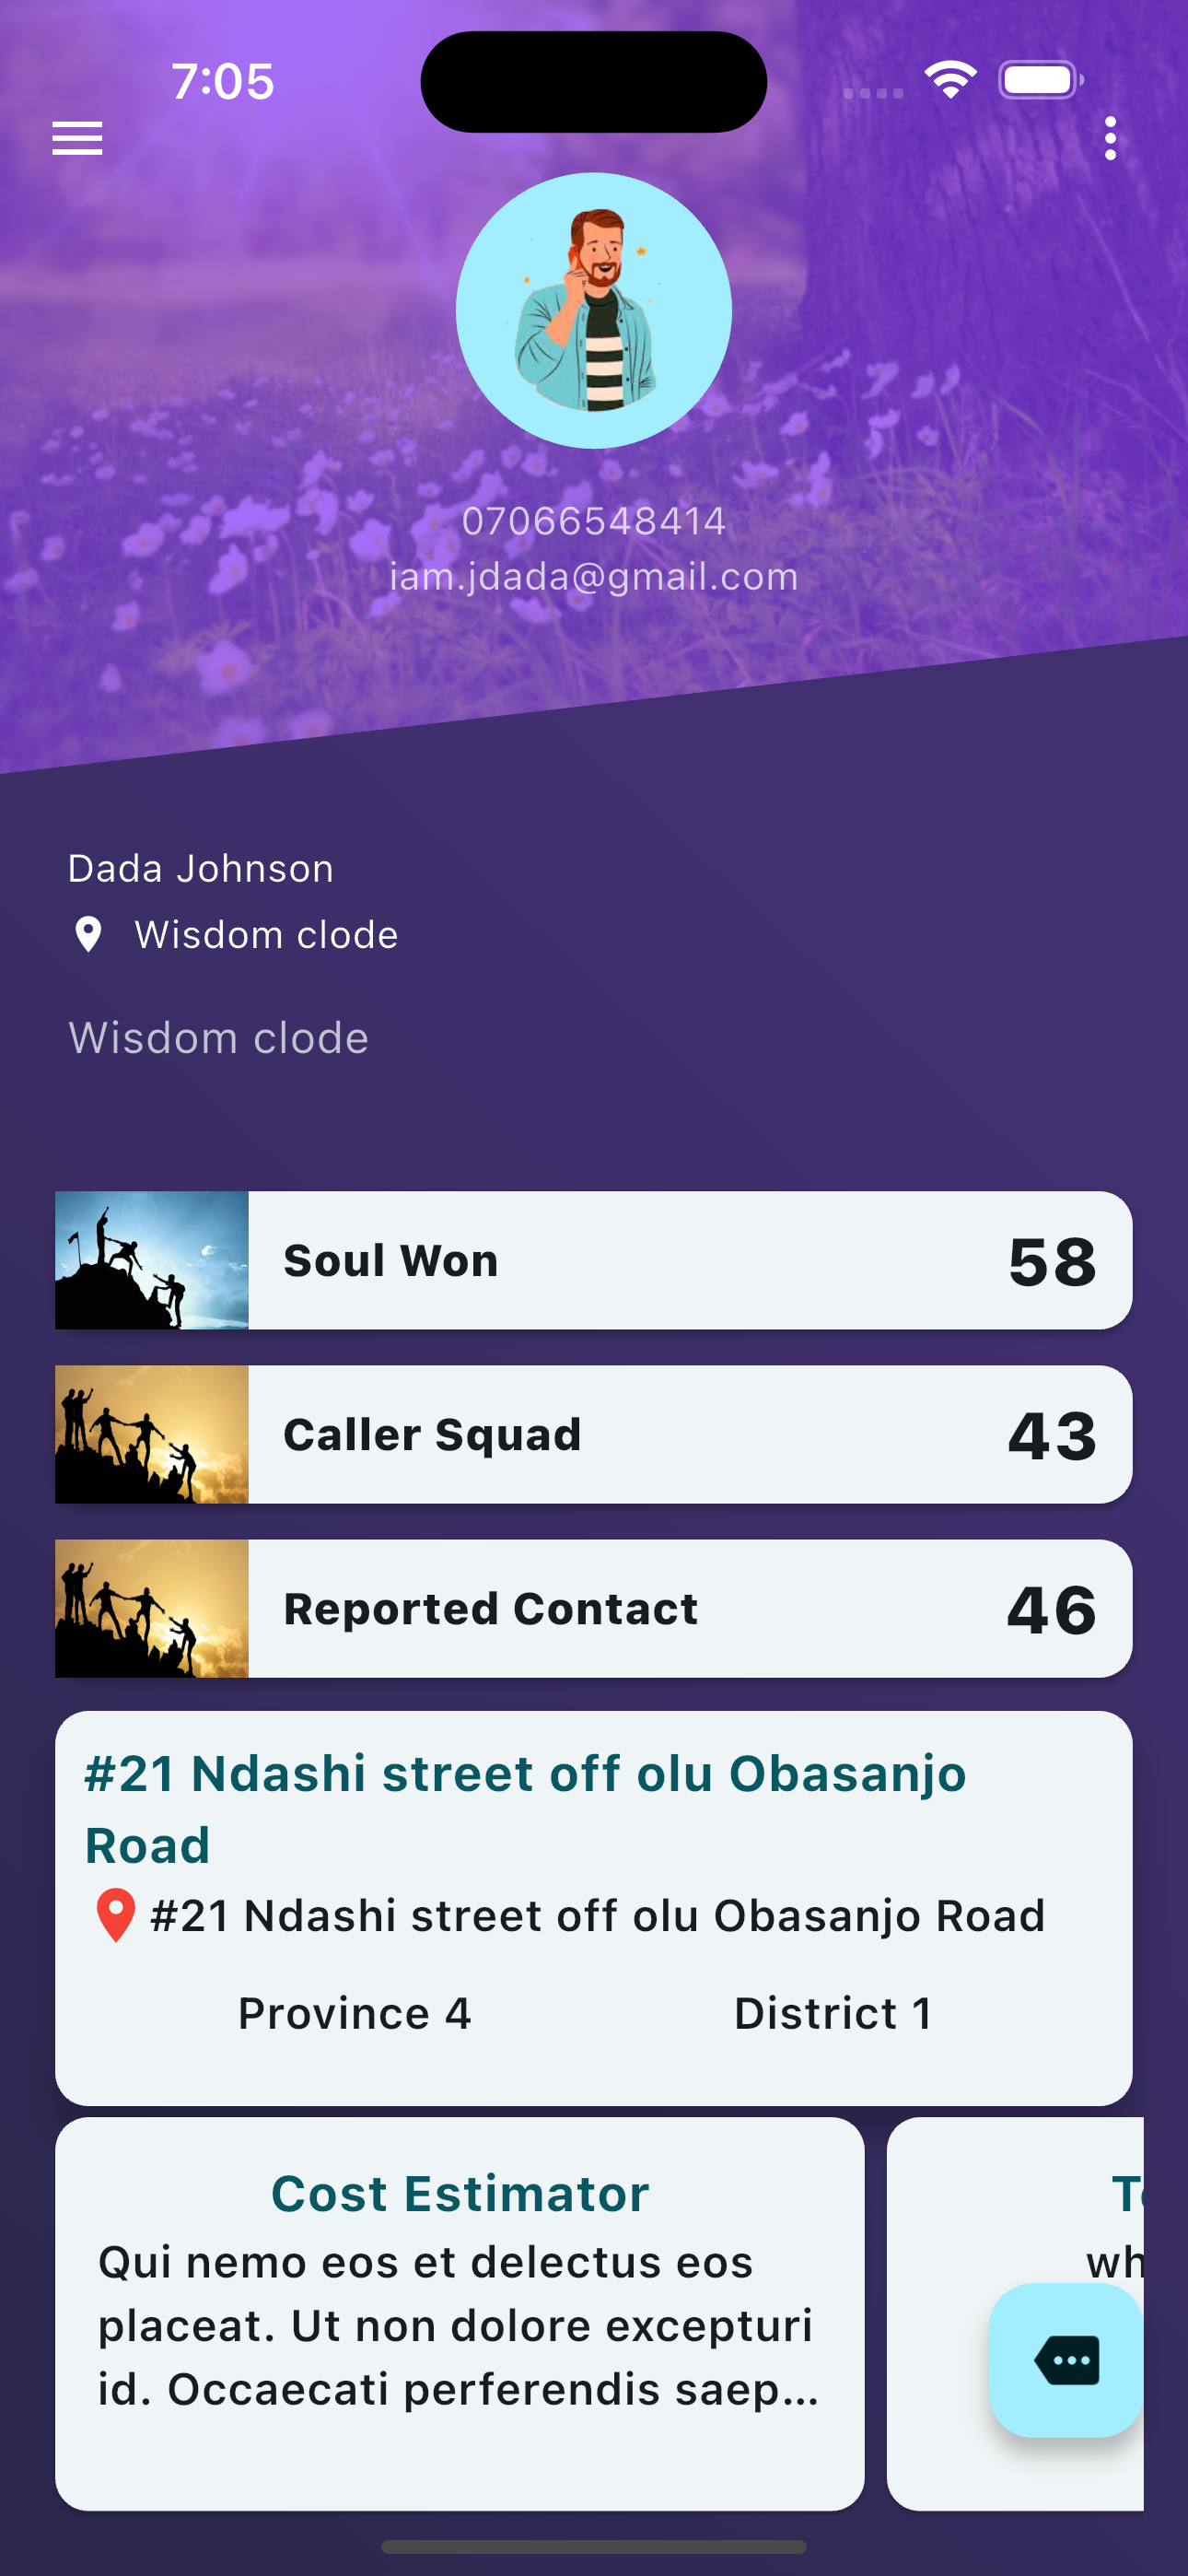 7:05
07066548414
iam.jdada@gmail.com
Dada Johnson
Wisdom clode
Wisdom clode
Soul Won
58
Caller Squad
43
Reported Contact
46
#21 Ndashi street off olu Obasanjo
Road
#21 Ndashi street off olu Obasanjo Road
Province 4
District 1
Cost Estimator
Qui nemo eos et delectus eos
placeat. Ut non dolore excepturi
id. Occaecati perferendis saep...